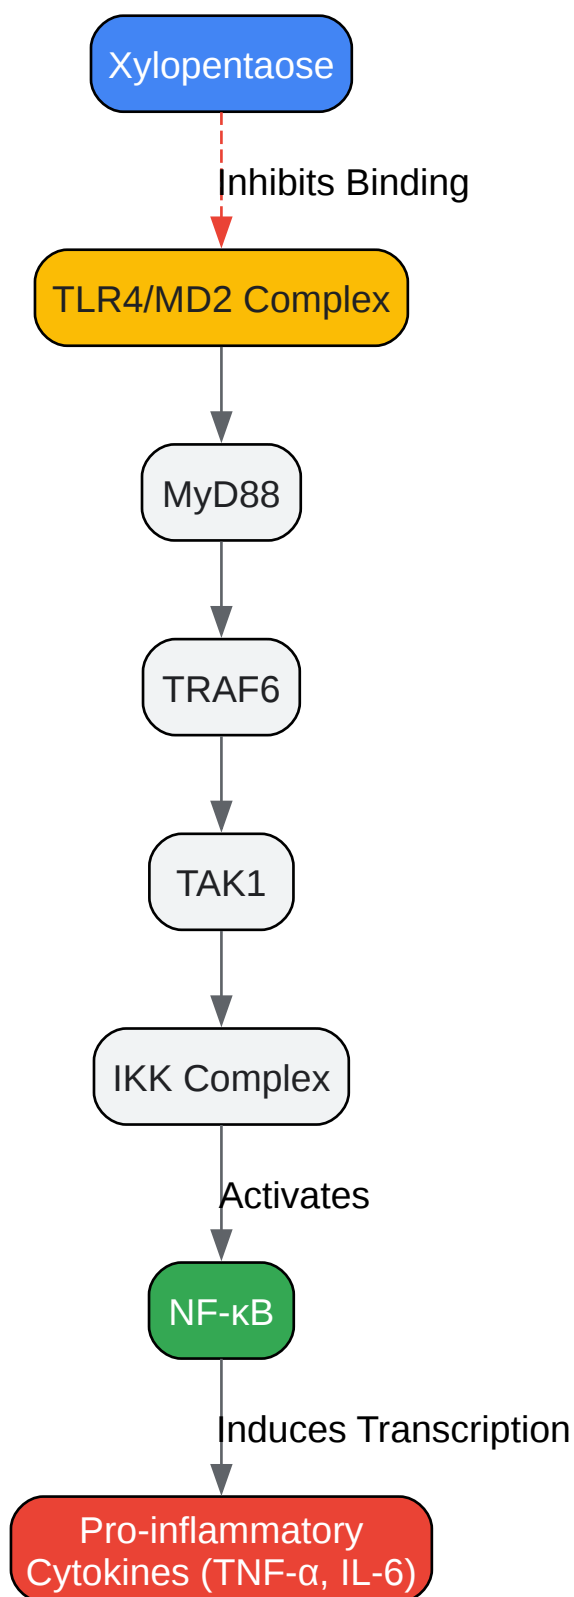 Xylopentaose
Inhibits Binding
TLR4/MD2 Complex
MyD88
TRAF6
TAK1
IKK Complex
Activates
NF-κB
Induces Transcription
Pro-inflammatory
Cytokines (TNF-α, IL-6)